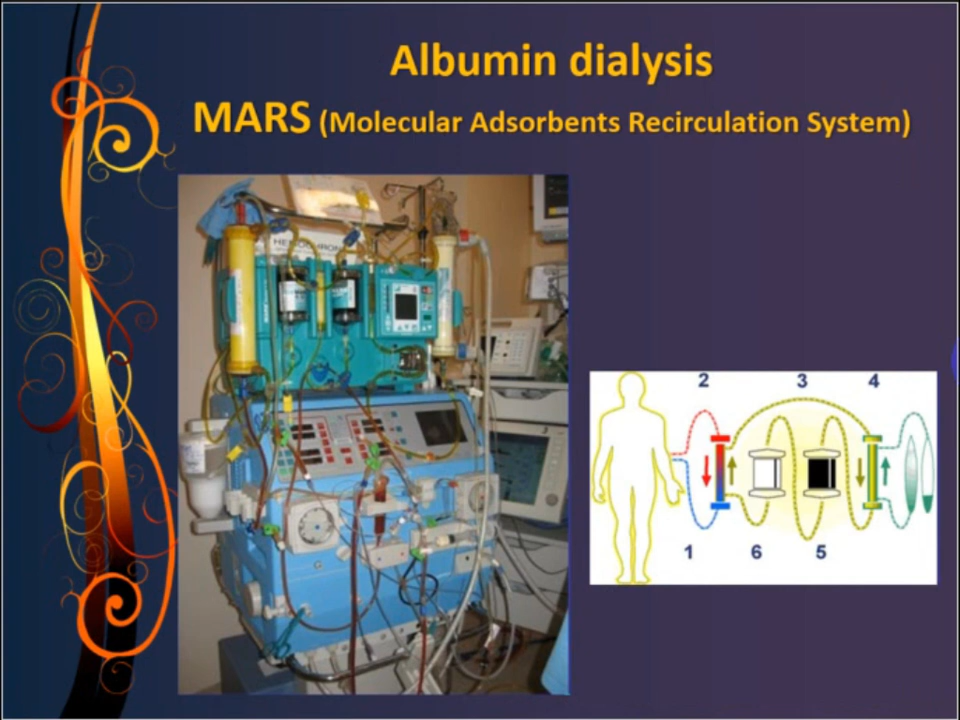 Albumin dialysis
MARS (Molecular Adsorbents Recirculation System)
2 3 4
1 6 5